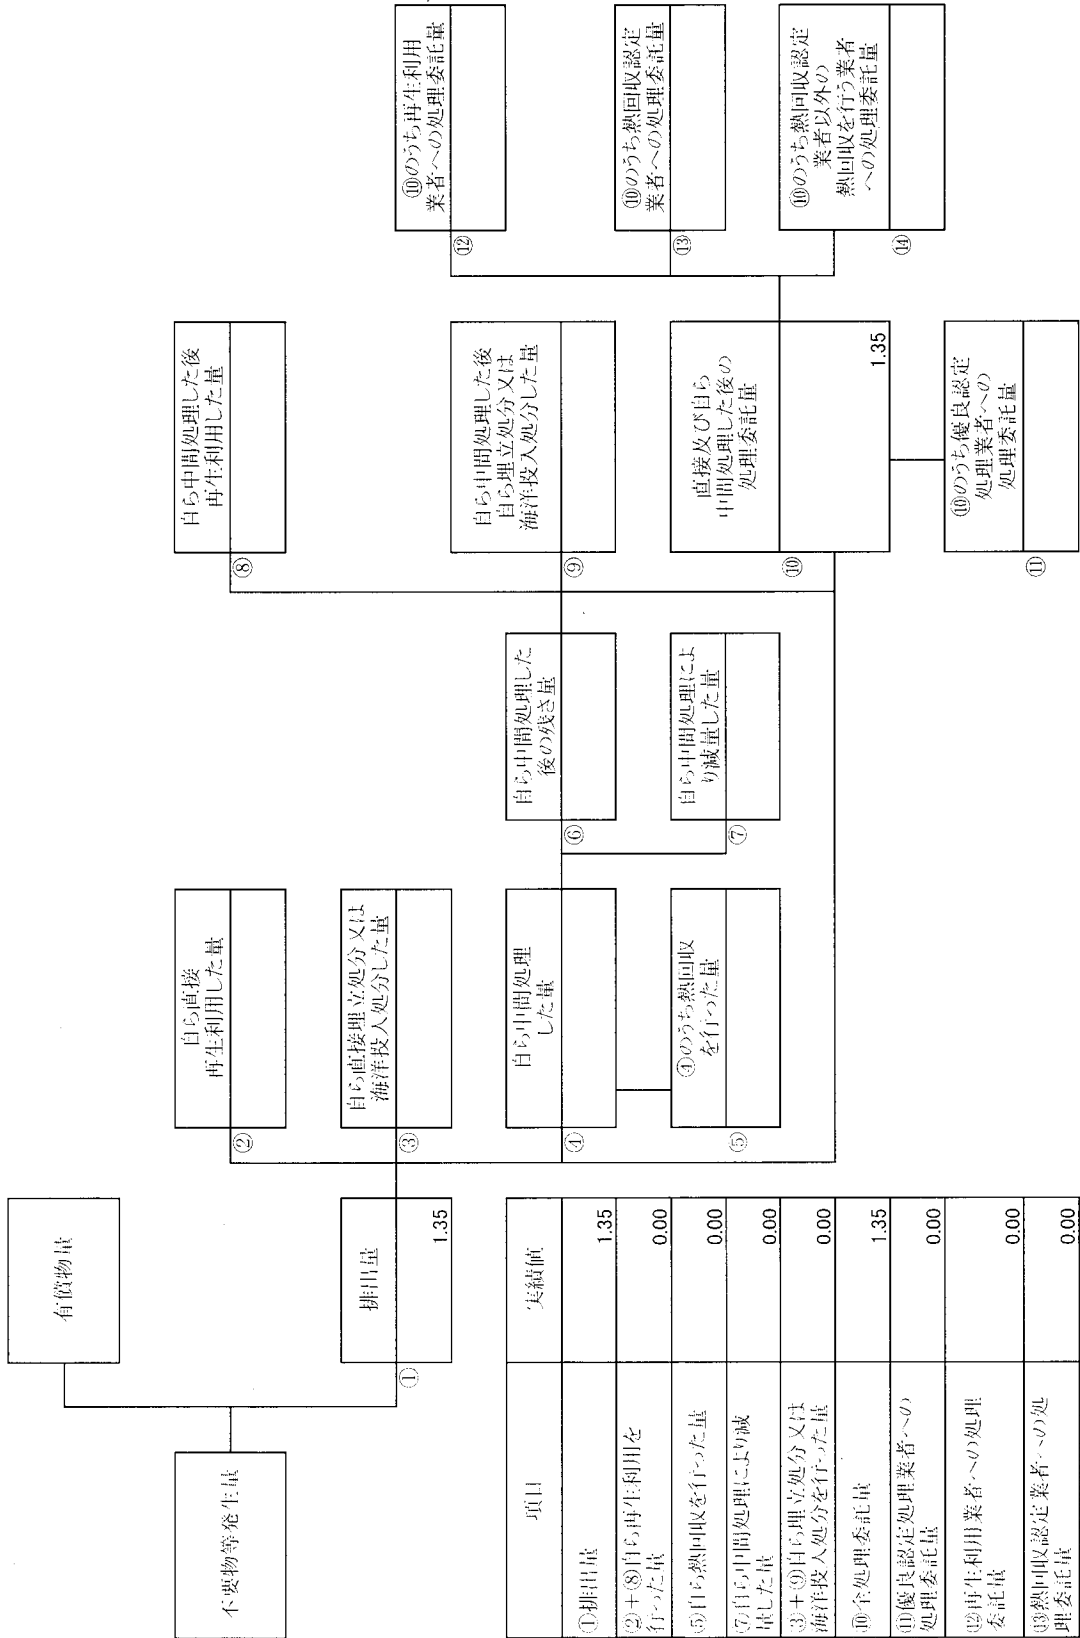 不要物等発生量
有償物量
排出量
①
1.35
自ら直接
再生利用した量
②
自ら直接埋立処分又は
海洋投入処分した量
③
自ら中間処理
した量
④
④のうち熱回収
を行った量
⑤
自ら中間処理した
後の残さ量
⑥
自ら中間処理によ
り減量した量
⑦
自ら中間処理した後
再生利用した量
⑧
自ら中間処理した後
自ら埋立処分又は
海洋投入処分した量
⑨
直接及び自ら
中間処理した後の
処理委託量
⑩
1.35
⑩のうち優良認定
処理業者への
処理委託量
⑪
⑩のうち再生利用
業者への処理委託量
⑫
⑩のうち熱回収認定
業者への処理委託量
⑬
⑩のうち熱回収認定
業者以外の
熱回収を行う業者
への処理委託量
⑭
項目 実績値
①排出量 1.35
②+⑧自ら再生利用を
行った量 0.00
⑤自ら熱回収を行った量 0.00
⑦自ら中間処理により減
量した量 0.00
③+⑨自ら埋立処分又は
海洋投入処分を行った量 0.00
⑩全処理委託量 1.35
⑪優良認定処理業者への
処理委託量 0.00
⑫再生利用業者への処理
委託量 0.00
⑬熱回収認定業者への処
理委託量 0.00